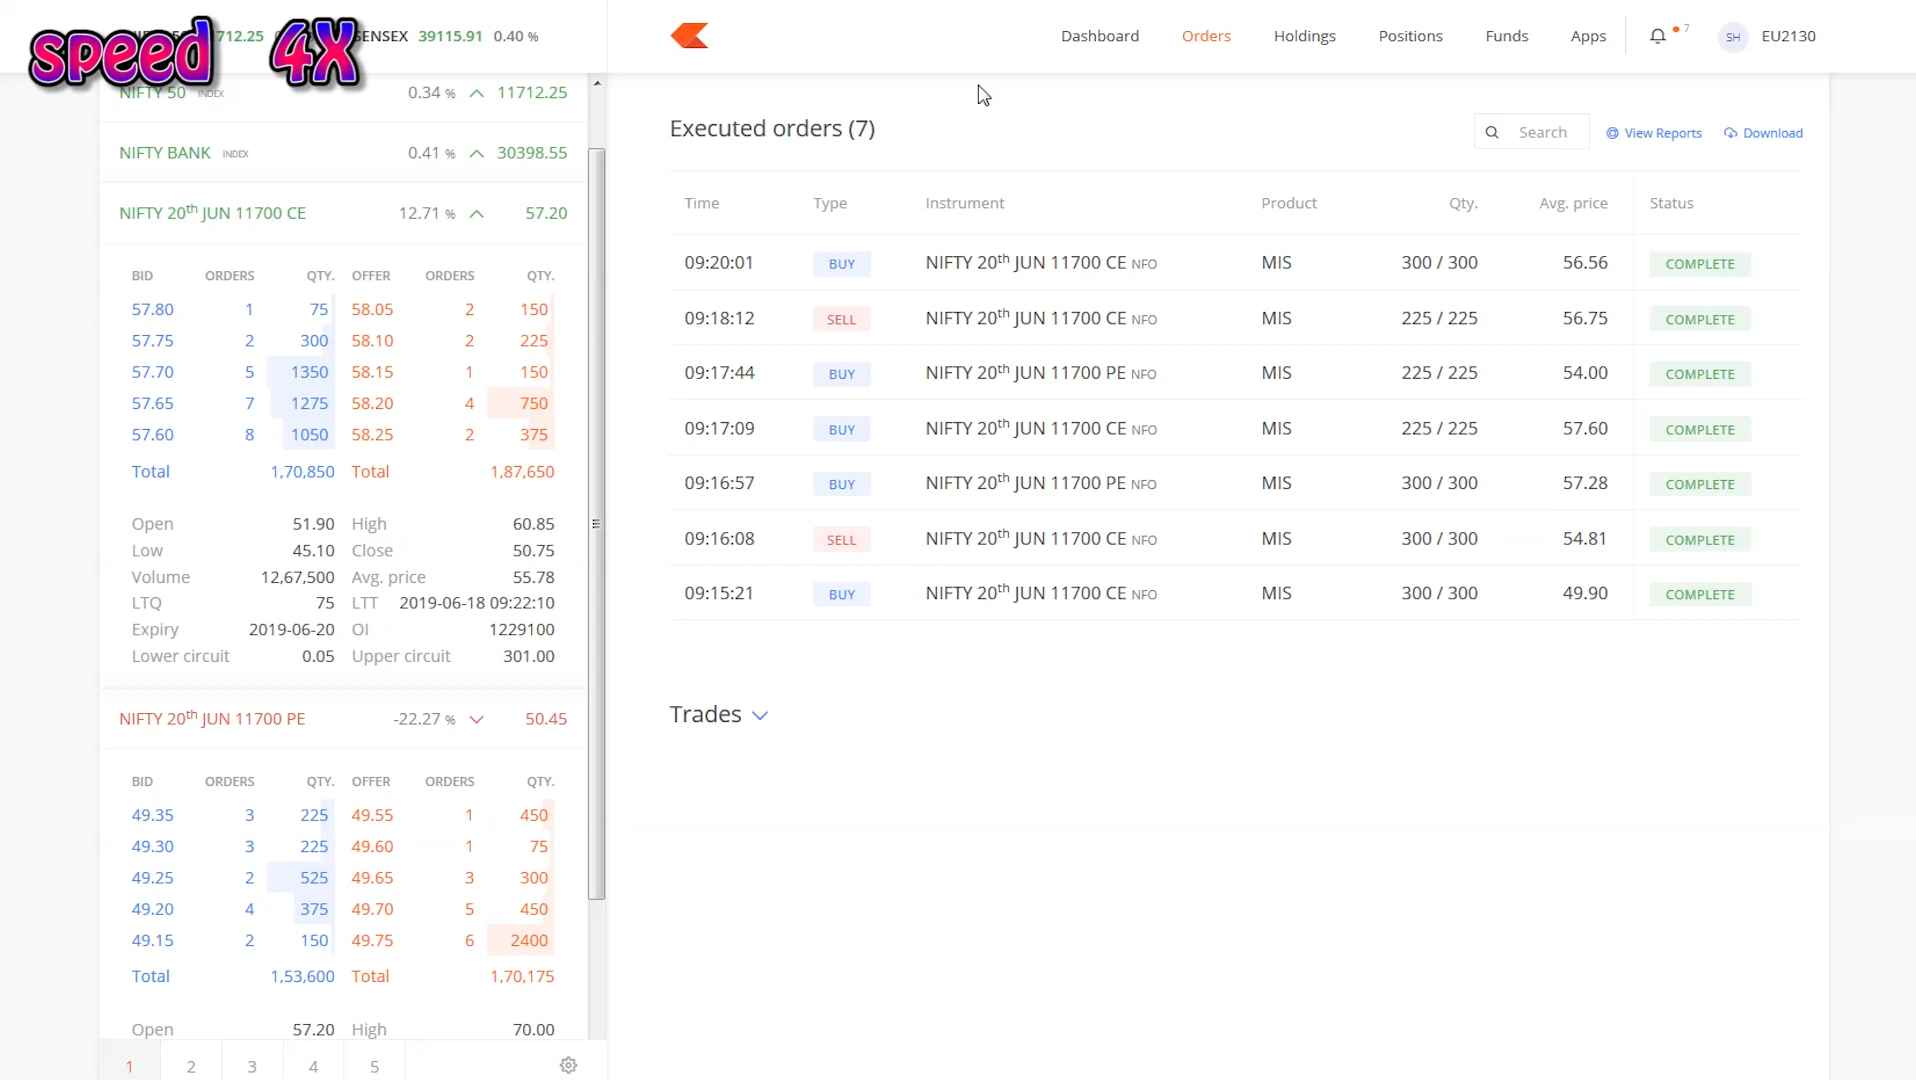 speed 4X
712.25 SENSEX 39115.91 0.40 %
Dashboard Orders Holdings Positions Funds Apps 7 SH EU2130
NIFTY 50 INDEX 0.34 % 11712.25
NIFTY BANK INDEX 0.41 % 30398.55
NIFTY 20th JUN 11700 CE 12.71 % 57.20
BID ORDERS QTY. OFFER ORDERS QTY.
57.80 1 75 58.05 2 150
57.75 2 300 58.10 2 225
57.70 5 1350 58.15 1 150
57.65 7 1275 58.20 4 750
57.60 8 1050 58.25 2 375
Total 1,70,850 Total 1,87,650
Open 51.90 High 60.85
Low 45.10 Close 50.75
Volume 12,67,500 Avg. price 55.78
LTQ 75 LTT 2019-06-18 09:22:10
Expiry 2019-06-20 OI 1229100
Lower circuit 0.05 Upper circuit 301.00
NIFTY 20th JUN 11700 PE -22.27 % 50.45
BID ORDERS QTY. OFFER ORDERS QTY.
49.35 3 225 49.55 1 450
49.30 3 225 49.60 1 75
49.25 2 525 49.65 3 300
49.20 4 375 49.70 5 450
49.15 2 150 49.75 6 2400
Total 1,53,600 Total 1,70,175
Open 57.20 High 70.00
1 2 3 4 5
Executed orders (7) Search View Reports Download
Time Type Instrument Product Qty. Avg. price Status
09:20:01 BUY NIFTY 20th JUN 11700 CE NFO MIS 300 / 300 56.56 COMPLETE
09:18:12 SELL NIFTY 20th JUN 11700 CE NFO MIS 225 / 225 56.75 COMPLETE
09:17:44 BUY NIFTY 20th JUN 11700 PE NFO MIS 225 / 225 54.00 COMPLETE
09:17:09 BUY NIFTY 20th JUN 11700 CE NFO MIS 225 / 225 57.60 COMPLETE
09:16:57 BUY NIFTY 20th JUN 11700 PE NFO MIS 300 / 300 57.28 COMPLETE
09:16:08 SELL NIFTY 20th JUN 11700 CE NFO MIS 300 / 300 54.81 COMPLETE
09:15:21 BUY NIFTY 20th JUN 11700 CE NFO MIS 300 / 300 49.90 COMPLETE
Trades